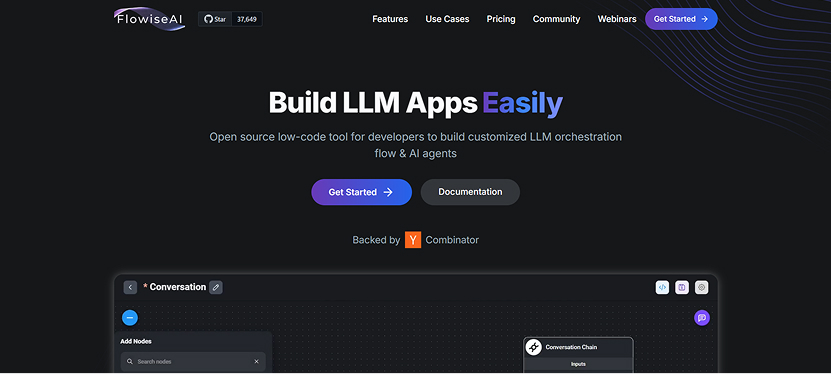 FlowiseAI
Star 37,649
Features Use Cases Pricing Community Webinars Get Started →
Build LLM Apps Easily
Open source low-code tool for developers to build customized LLM orchestration
flow & AI agents
Get Started → Documentation
Backed by Y Combinator
* Conversation
Add Nodes
Search nodes
Conversation Chain
Inputs